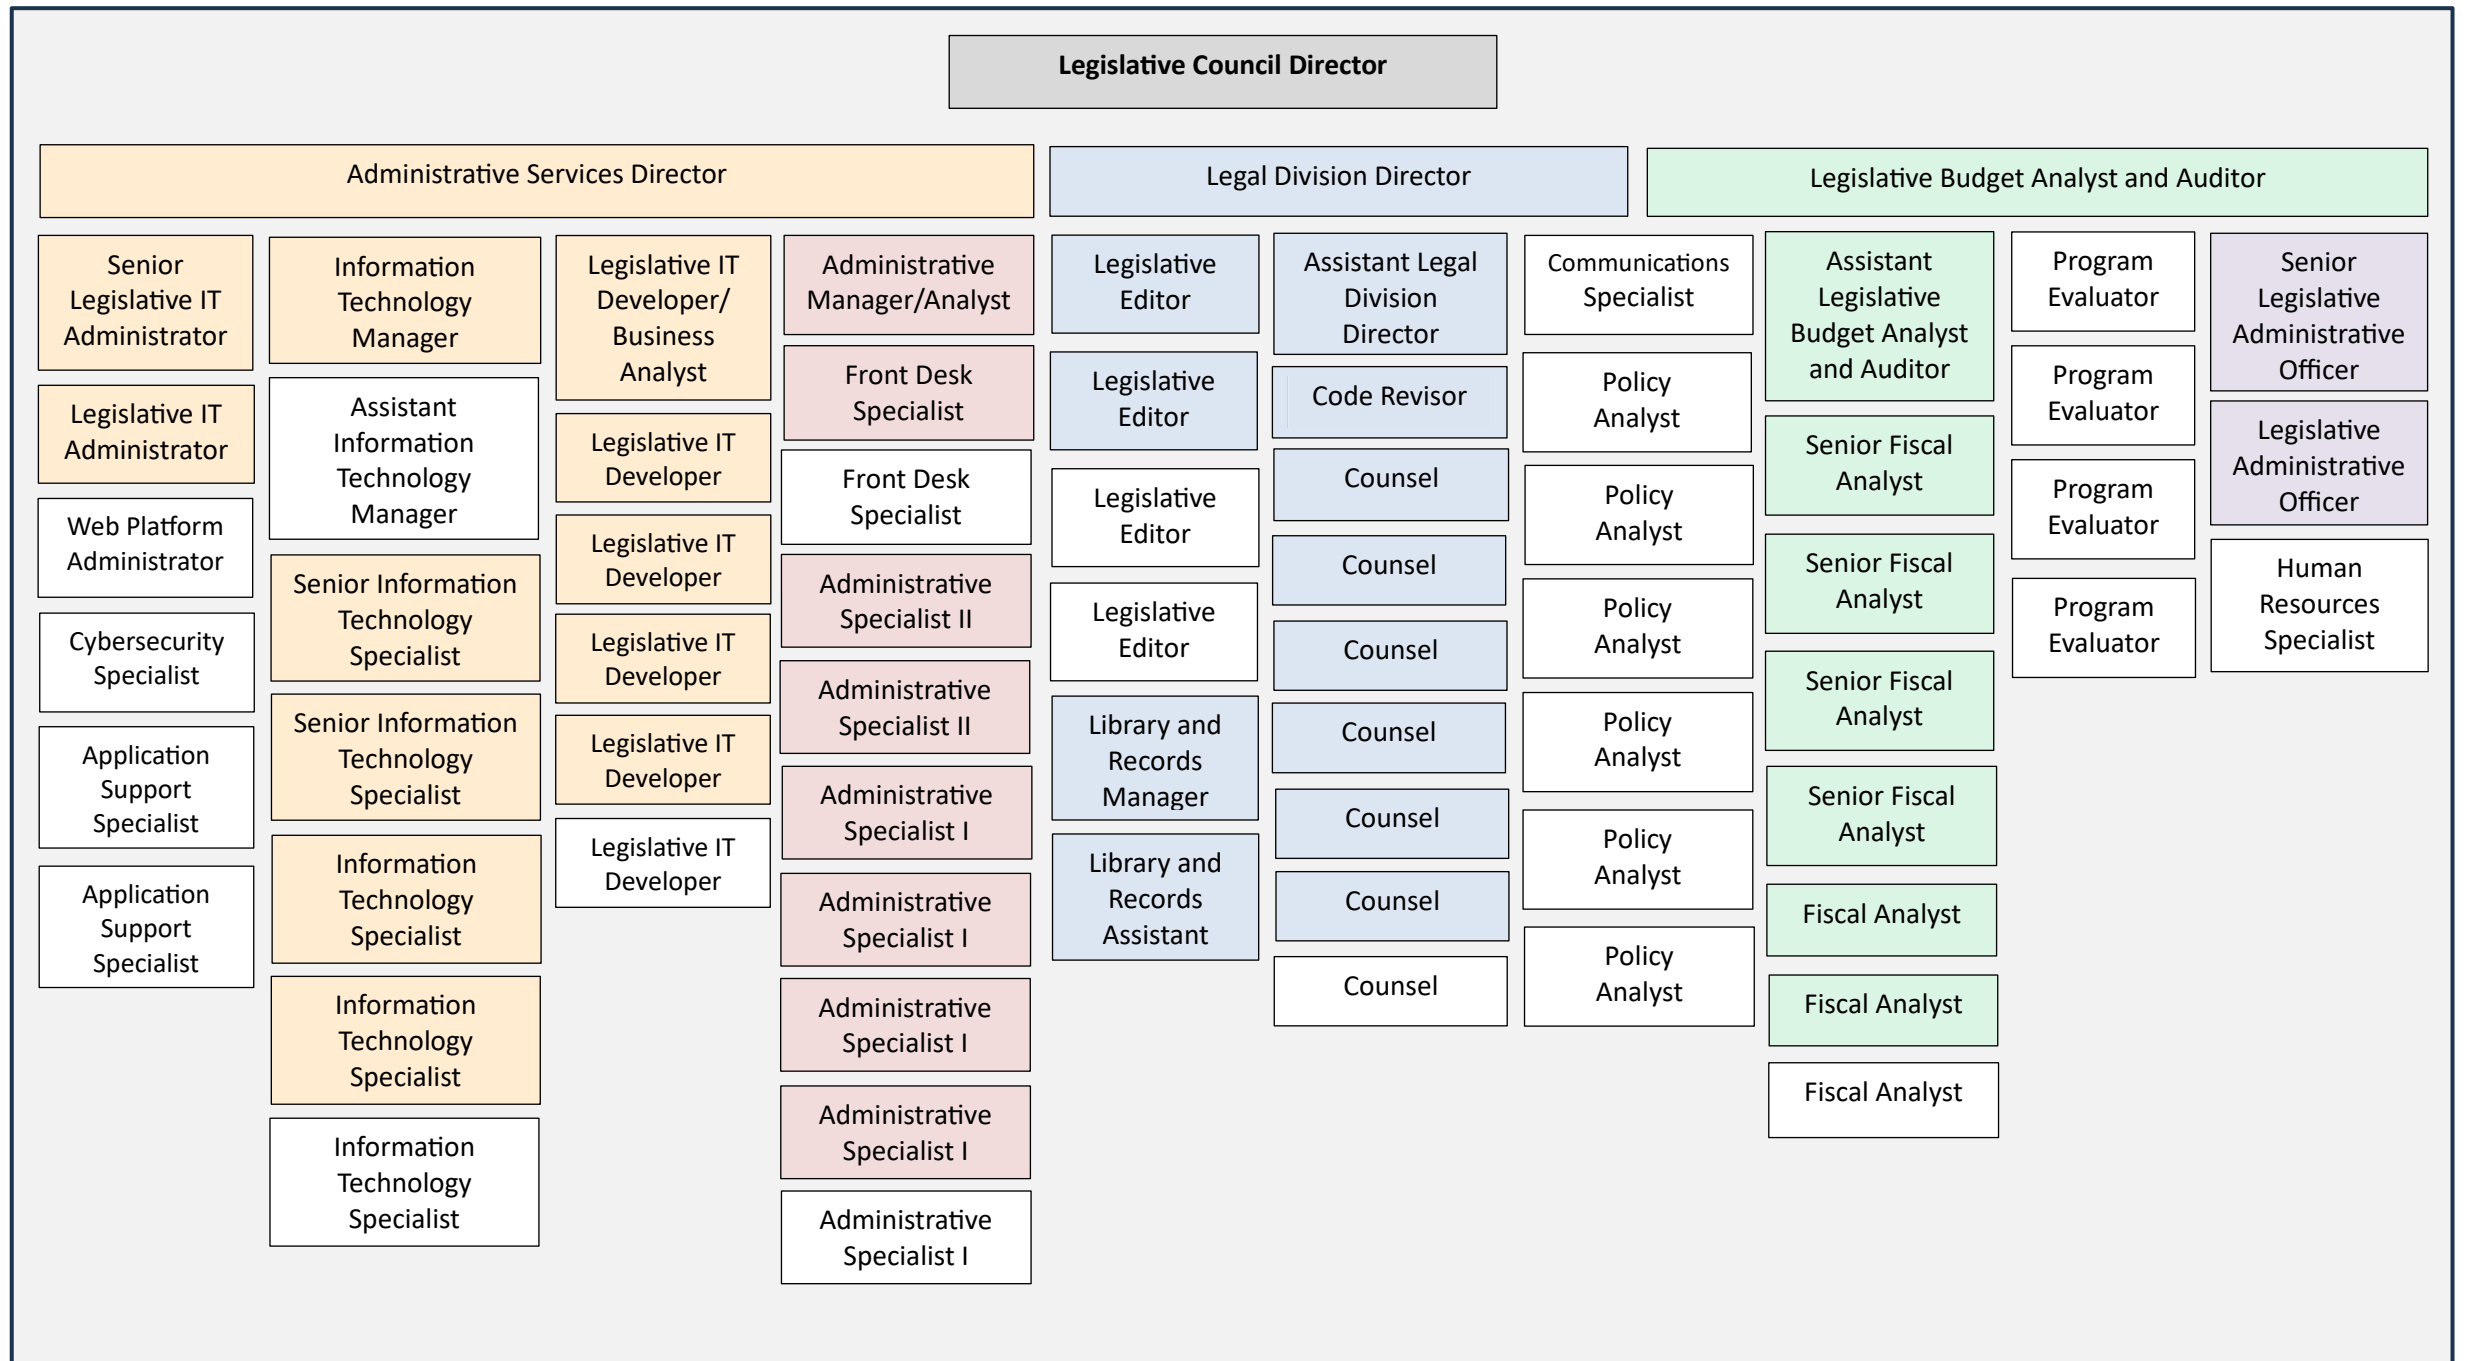 Legislative Council Director
Administrative Services Director
Legal Division Director
Legislative Budget Analyst and Auditor
Senior
Legislative IT
Administrator
Legislative IT
Administrator
Web Platform
Administrator
Cybersecurity
Specialist
Application
Support
Specialist
Application
Support
Specialist
Information
Technology
Manager
Assistant
Information
Technology
Manager
Senior Information
Technology
Specialist
Senior Information
Technology
Specialist
Information
Technology
Specialist
Information
Technology
Specialist
Information
Technology
Specialist
Legislative IT
Developer/
Business
Analyst
Legislative IT
Developer
Legislative IT
Developer
Legislative IT
Developer
Legislative IT
Developer
Legislative IT
Developer
Administrative
Manager/Analyst
Front Desk
Specialist
Front Desk
Specialist
Administrative
Specialist II
Administrative
Specialist II
Administrative
Specialist I
Administrative
Specialist I
Administrative
Specialist I
Administrative
Specialist I
Administrative
Specialist I
Legislative
Editor
Legislative
Editor
Legislative
Editor
Legislative
Editor
Library and
Records
Manager
Library and
Records
Assistant
Assistant Legal
Division
Director
Code Revisor
Counsel
Counsel
Counsel
Counsel
Counsel
Counsel
Counsel
Communications
Specialist
Policy
Analyst
Policy
Analyst
Policy
Analyst
Policy
Analyst
Policy
Analyst
Policy
Analyst
Assistant
Legislative
Budget Analyst
and Auditor
Senior Fiscal
Analyst
Senior Fiscal
Analyst
Senior Fiscal
Analyst
Senior Fiscal
Analyst
Fiscal Analyst
Fiscal Analyst
Fiscal Analyst
Program
Evaluator
Program
Evaluator
Program
Evaluator
Program
Evaluator
Senior
Legislative
Administrative
Officer
Legislative
Administrative
Officer
Human
Resources
Specialist